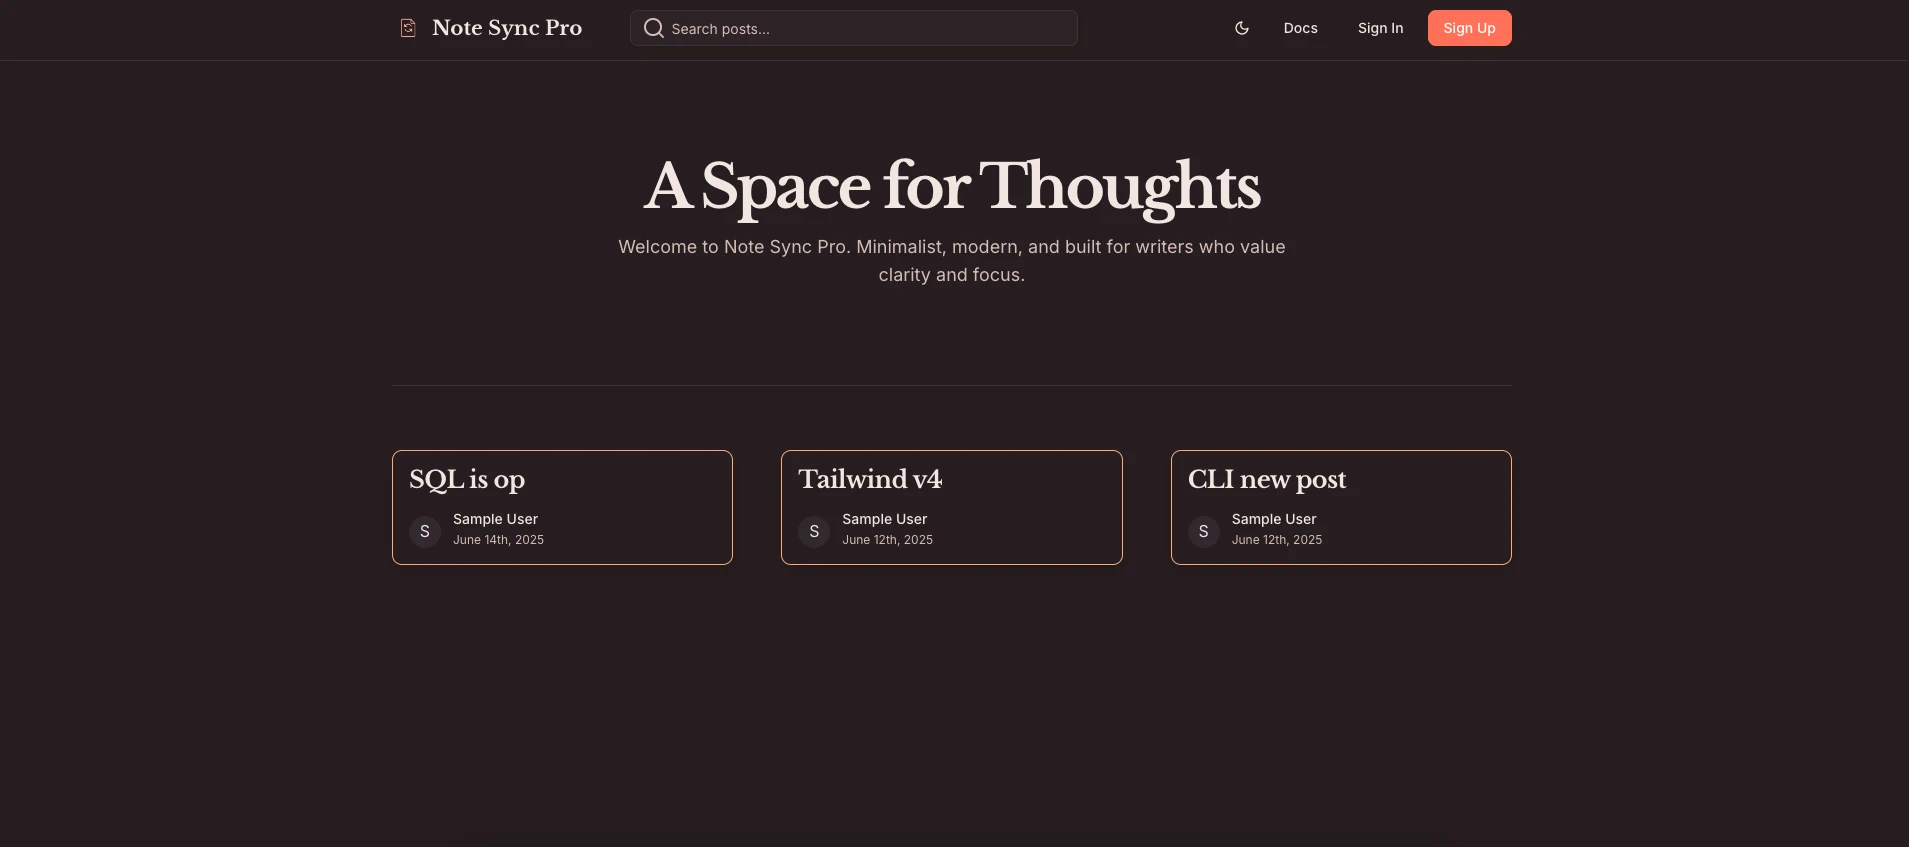 Note Sync Pro
Search posts...
Docs
Sign In
Sign Up
A Space for Thoughts
Welcome to Note Sync Pro. Minimalist, modern, and built for writers who value
clarity and focus.
SQL is op
S
Sample User
June 14th, 2025
Tailwind v4
S
Sample User
June 12th, 2025
CLI new post
S
Sample User
June 12th, 2025